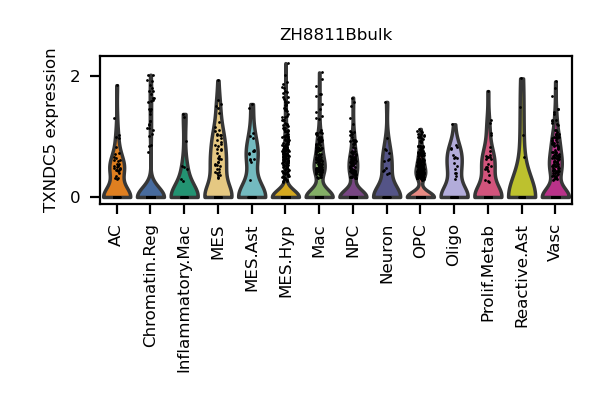 ZH8811Bbulk
TXNDC5 expression
2
0
AC
Chromatin.Reg
Inflammatory.Mac
MES
MES.Ast
MES.Hyp
Mac
NPC
Neuron
OPC
Oligo
Prolif.Metab
Reactive.Ast
Vasc